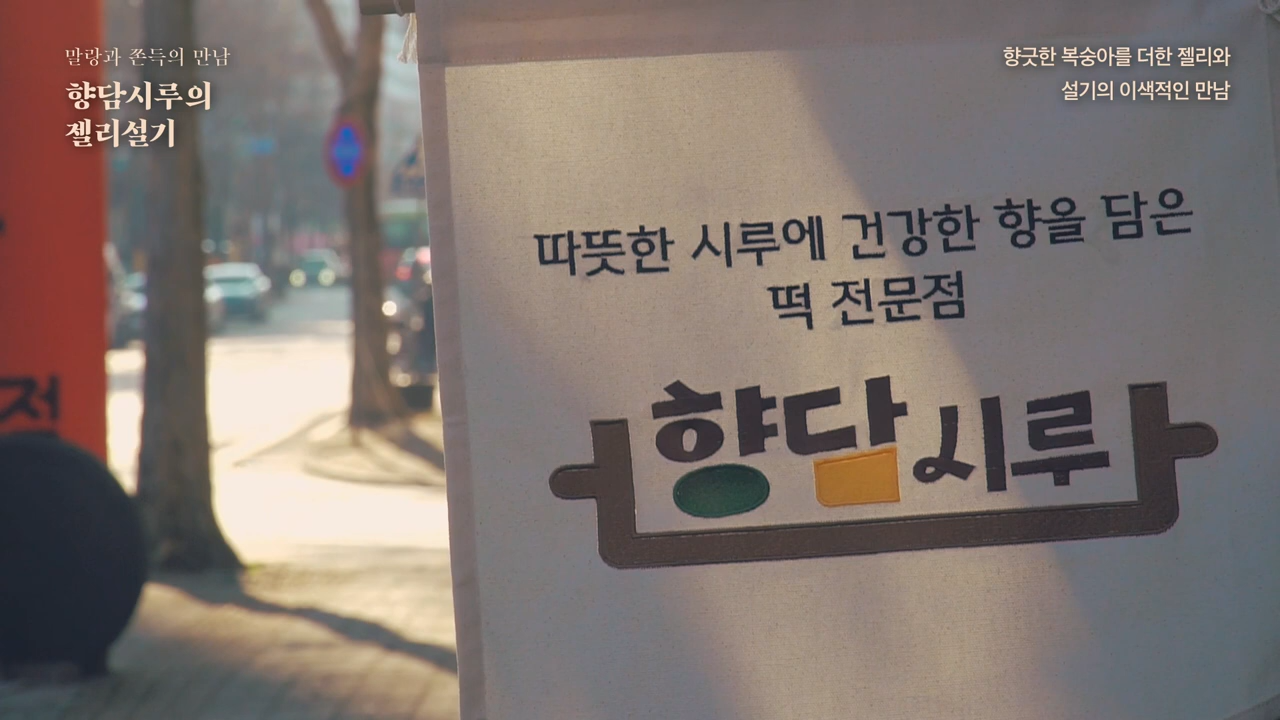 말랑과 쫀득의 만남
향담시루의
젤리설기
향긋한 복숭아를 더한 젤리와
설기의 이색적인 만남
따뜻한 시루에 건강한 향을 담은
떡 전문점
향담시루
전